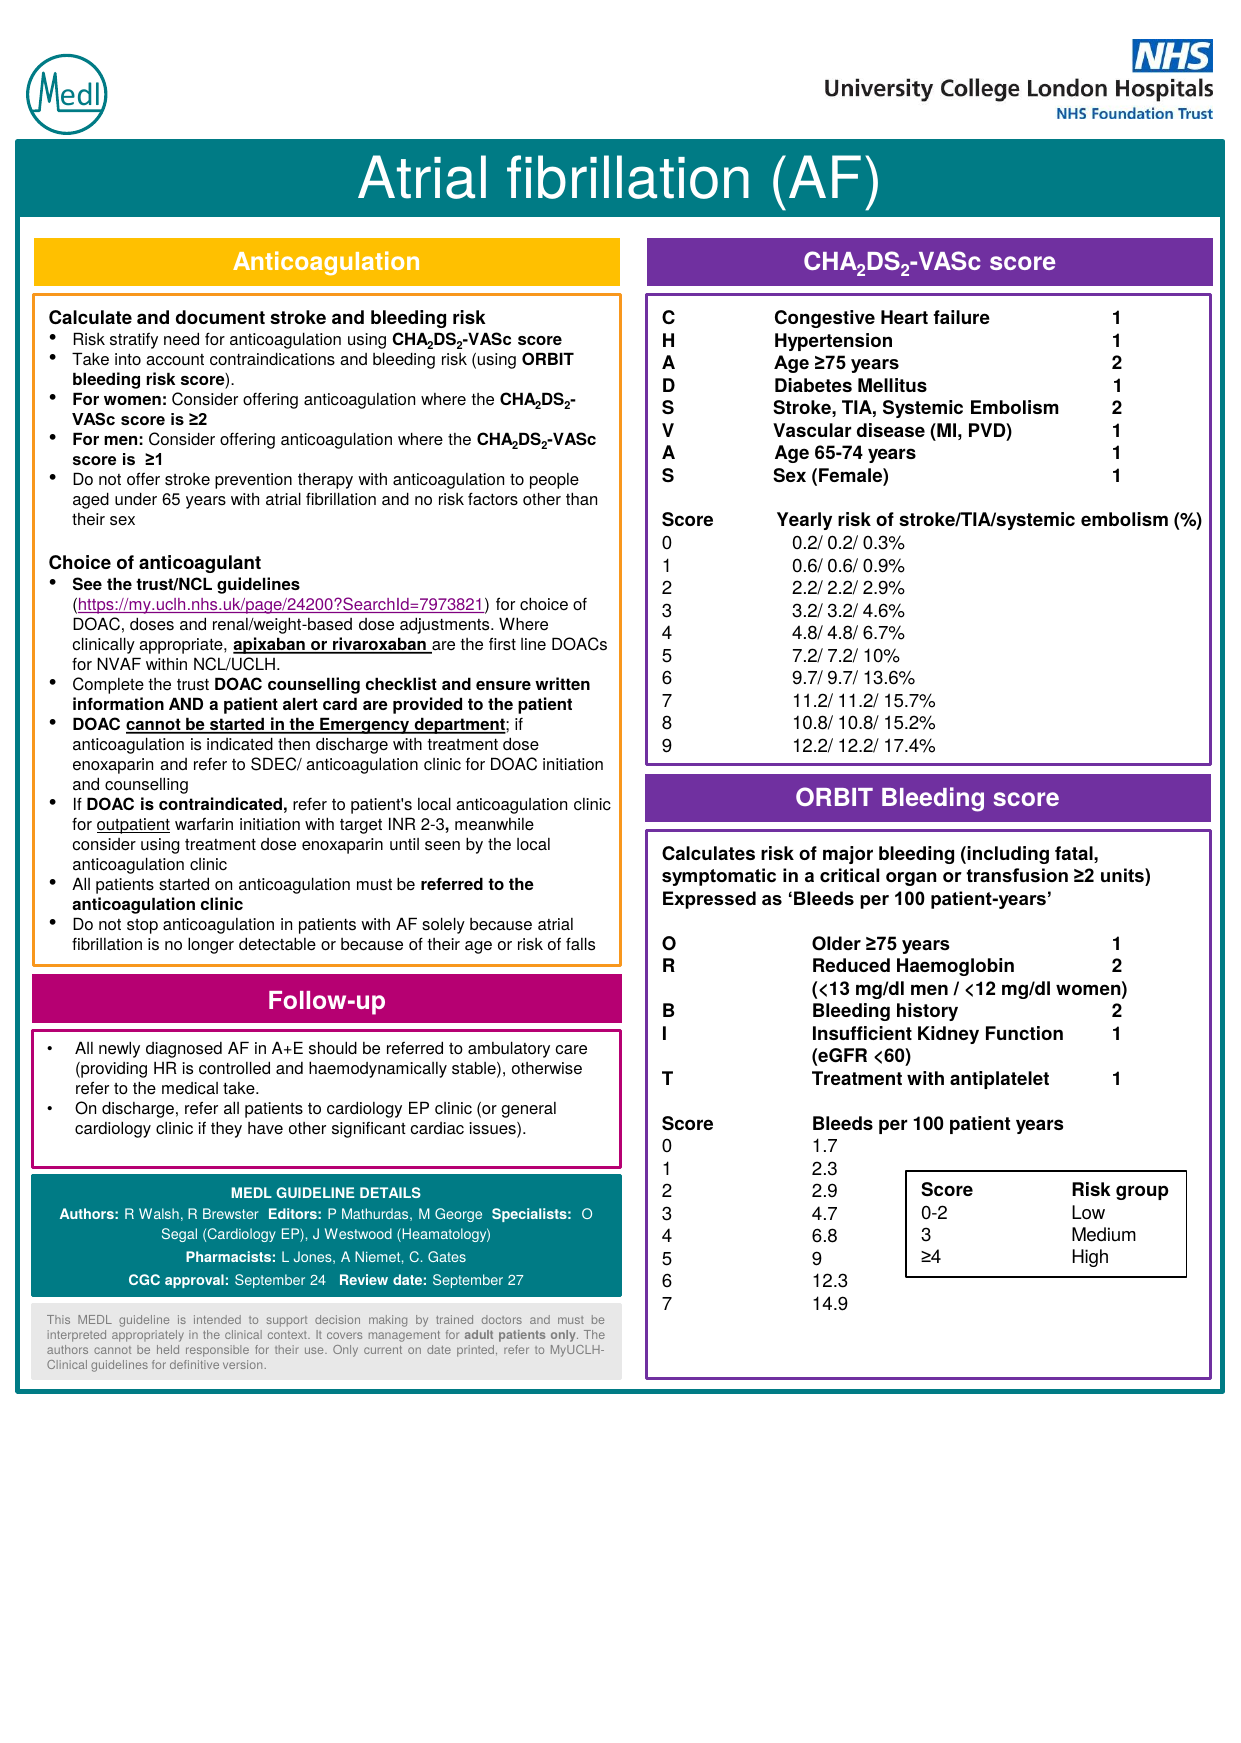 Medl
NHS
University College London Hospitals
NHS Foundation Trust
Atrial fibrillation (AF)
Anticoagulation
Calculate and document stroke and bleeding risk
• Risk stratify need for anticoagulation using CHA2DS2-VASc score
• Take into account contraindications and bleeding risk (using ORBIT
bleeding risk score).
• For women: Consider offering anticoagulation where the CHA2DS2-
VASc score is ≥2
• For men: Consider offering anticoagulation where the CHA2DS2-VASc
score is ≥1
• Do not offer stroke prevention therapy with anticoagulation to people
aged under 65 years with atrial fibrillation and no risk factors other than
their sex
Choice of anticoagulant
• See the trust/NCL guidelines
(https://my.uclh.nhs.uk/page/24200?SearchId=7973821) for choice of
DOAC, doses and renal/weight-based dose adjustments. Where
clinically appropriate, apixaban or rivaroxaban are the first line DOACs
for NVAF within NCL/UCLH.
• Complete the trust DOAC counselling checklist and ensure written
information AND a patient alert card are provided to the patient
• DOAC cannot be started in the Emergency department; if
anticoagulation is indicated then discharge with treatment dose
enoxaparin and refer to SDEC/ anticoagulation clinic for DOAC initiation
and counselling
• If DOAC is contraindicated, refer to patient's local anticoagulation clinic
for outpatient warfarin initiation with target INR 2-3, meanwhile
consider using treatment dose enoxaparin until seen by the local
anticoagulation clinic
• All patients started on anticoagulation must be referred to the
anticoagulation clinic
• Do not stop anticoagulation in patients with AF solely because atrial
fibrillation is no longer detectable or because of their age or risk of falls
Follow-up
• All newly diagnosed AF in A+E should be referred to ambulatory care
(providing HR is controlled and haemodynamically stable), otherwise
refer to the medical take.
• On discharge, refer all patients to cardiology EP clinic (or general
cardiology clinic if they have other significant cardiac issues).
MEDL GUIDELINE DETAILS
Authors: R Walsh, R Brewster Editors: P Mathurdas, M George Specialists: O
Segal (Cardiology EP), J Westwood (Heamatology)
Pharmacists: L Jones, A Niemet, C. Gates
CGC approval: September 24 Review date: September 27
This MEDL guideline is intended to support decision making by trained doctors and must be
interpreted appropriately in the clinical context. It covers management for adult patients only. The
authors cannot be held responsible for their use. Only current on date printed, refer to MyUCLH-
Clinical guidelines for definitive version.
CHA2DS2-VASc score
C Congestive Heart failure 1
H Hypertension 1
A Age ≥75 years 2
D Diabetes Mellitus 1
S Stroke, TIA, Systemic Embolism 2
V Vascular disease (MI, PVD) 1
A Age 65-74 years 1
S Sex (Female) 1
Score Yearly risk of stroke/TIA/systemic embolism (%)
0 0.2/ 0.2/ 0.3%
1 0.6/ 0.6/ 0.9%
2 2.2/ 2.2/ 2.9%
3 3.2/ 3.2/ 4.6%
4 4.8/ 4.8/ 6.7%
5 7.2/ 7.2/ 10%
6 9.7/ 9.7/ 13.6%
7 11.2/ 11.2/ 15.7%
8 10.8/ 10.8/ 15.2%
9 12.2/ 12.2/ 17.4%
ORBIT Bleeding score
Calculates risk of major bleeding (including fatal,
symptomatic in a critical organ or transfusion ≥2 units)
Expressed as ‘Bleeds per 100 patient-years’
O Older ≥75 years 1
R Reduced Haemoglobin 2
(<13 mg/dl men / <12 mg/dl women)
B Bleeding history 2
I Insufficient Kidney Function 1
(eGFR <60)
T Treatment with antiplatelet 1
Score Bleeds per 100 patient years
0 1.7
1 2.3
2 2.9
3 4.7
4 6.8
5 9
6 12.3
7 14.9
Score Risk group
0-2 Low
3 Medium
≥4 High